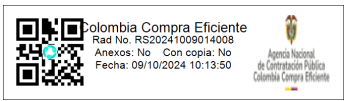 Colombia Compra Eficiente
Rad No. RS20241009014008
Anexos: No Con copia: No
Fecha: 09/10/2024 10:13:50
Agencia Nacional
de Contratación Pública
Colombia Compra Eficiente